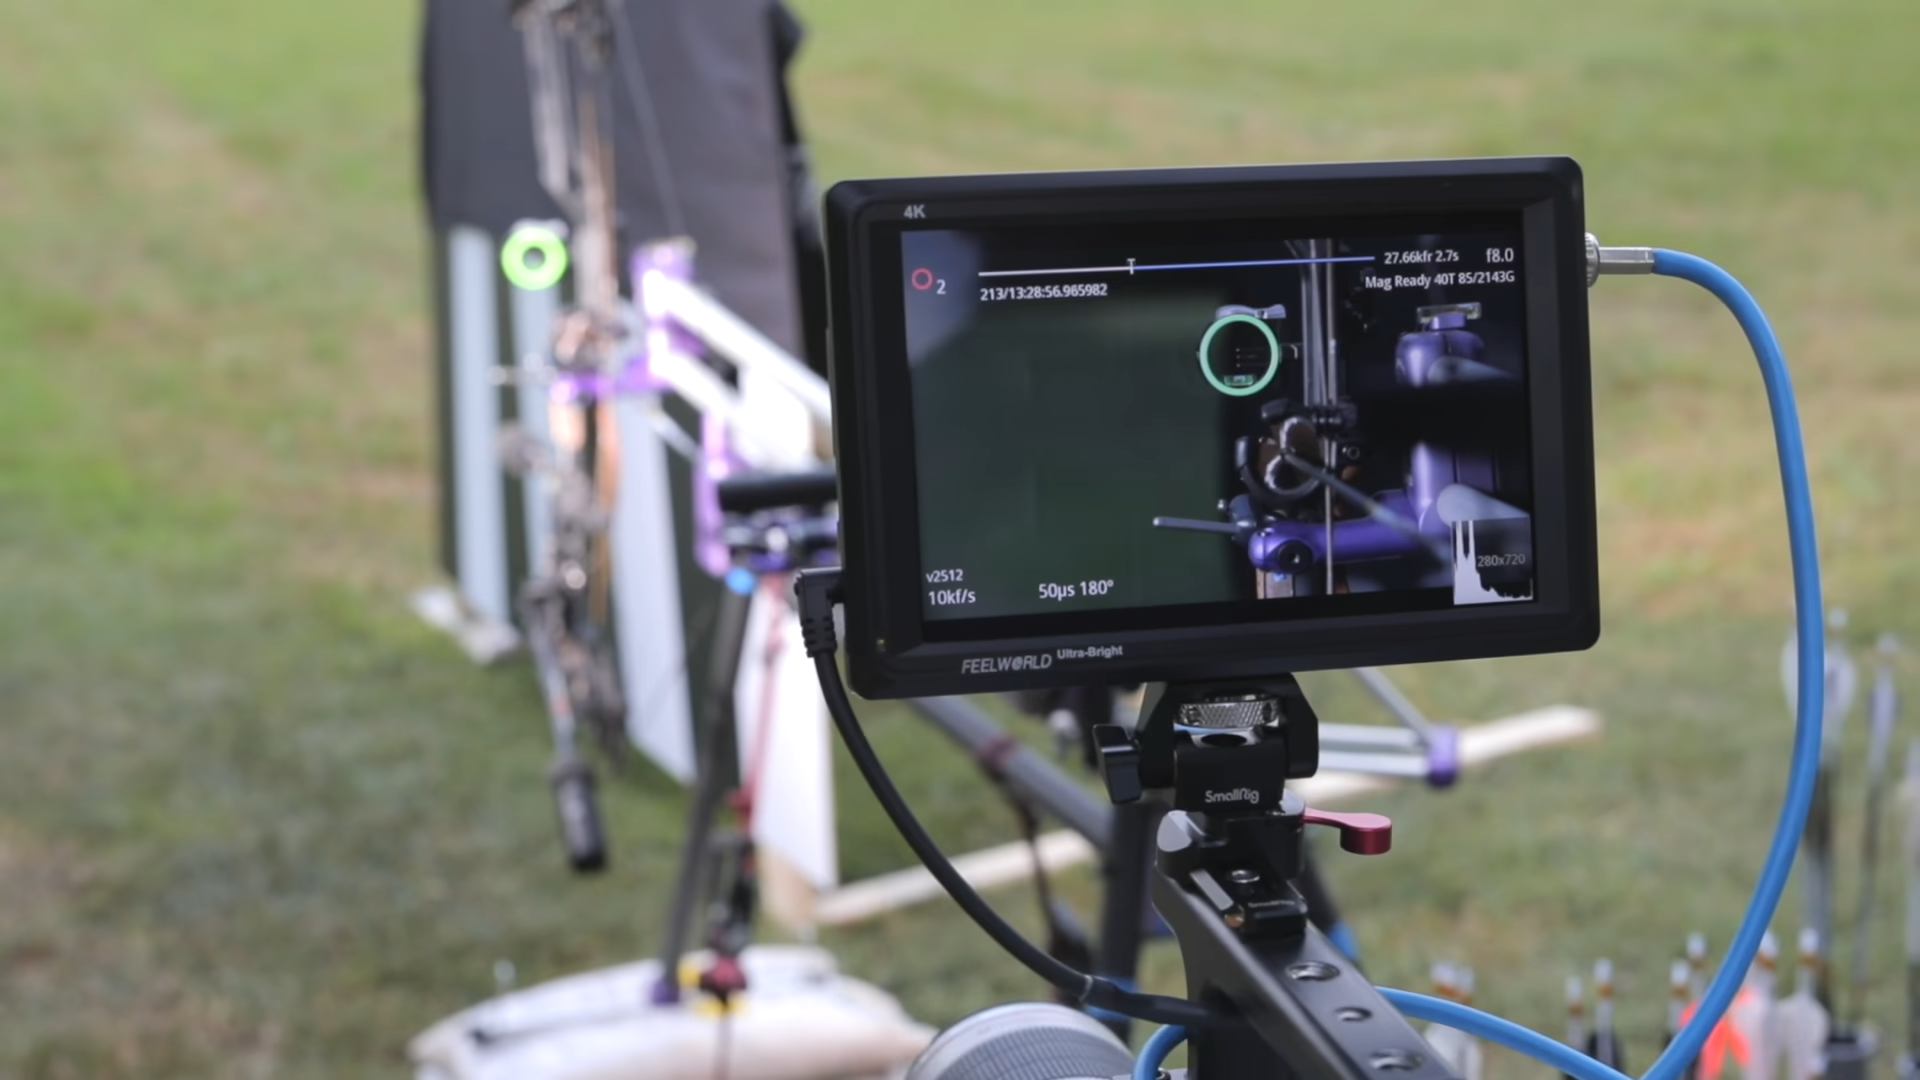 4K
2
27.66kfr 2.7s
f8.0
213/13:28:56.965982
Mag Ready 40T 85/2143G
v2512
10kf/s
50µs 180°
280x720
FEELWORLD Ultra-Bright
SmallRig